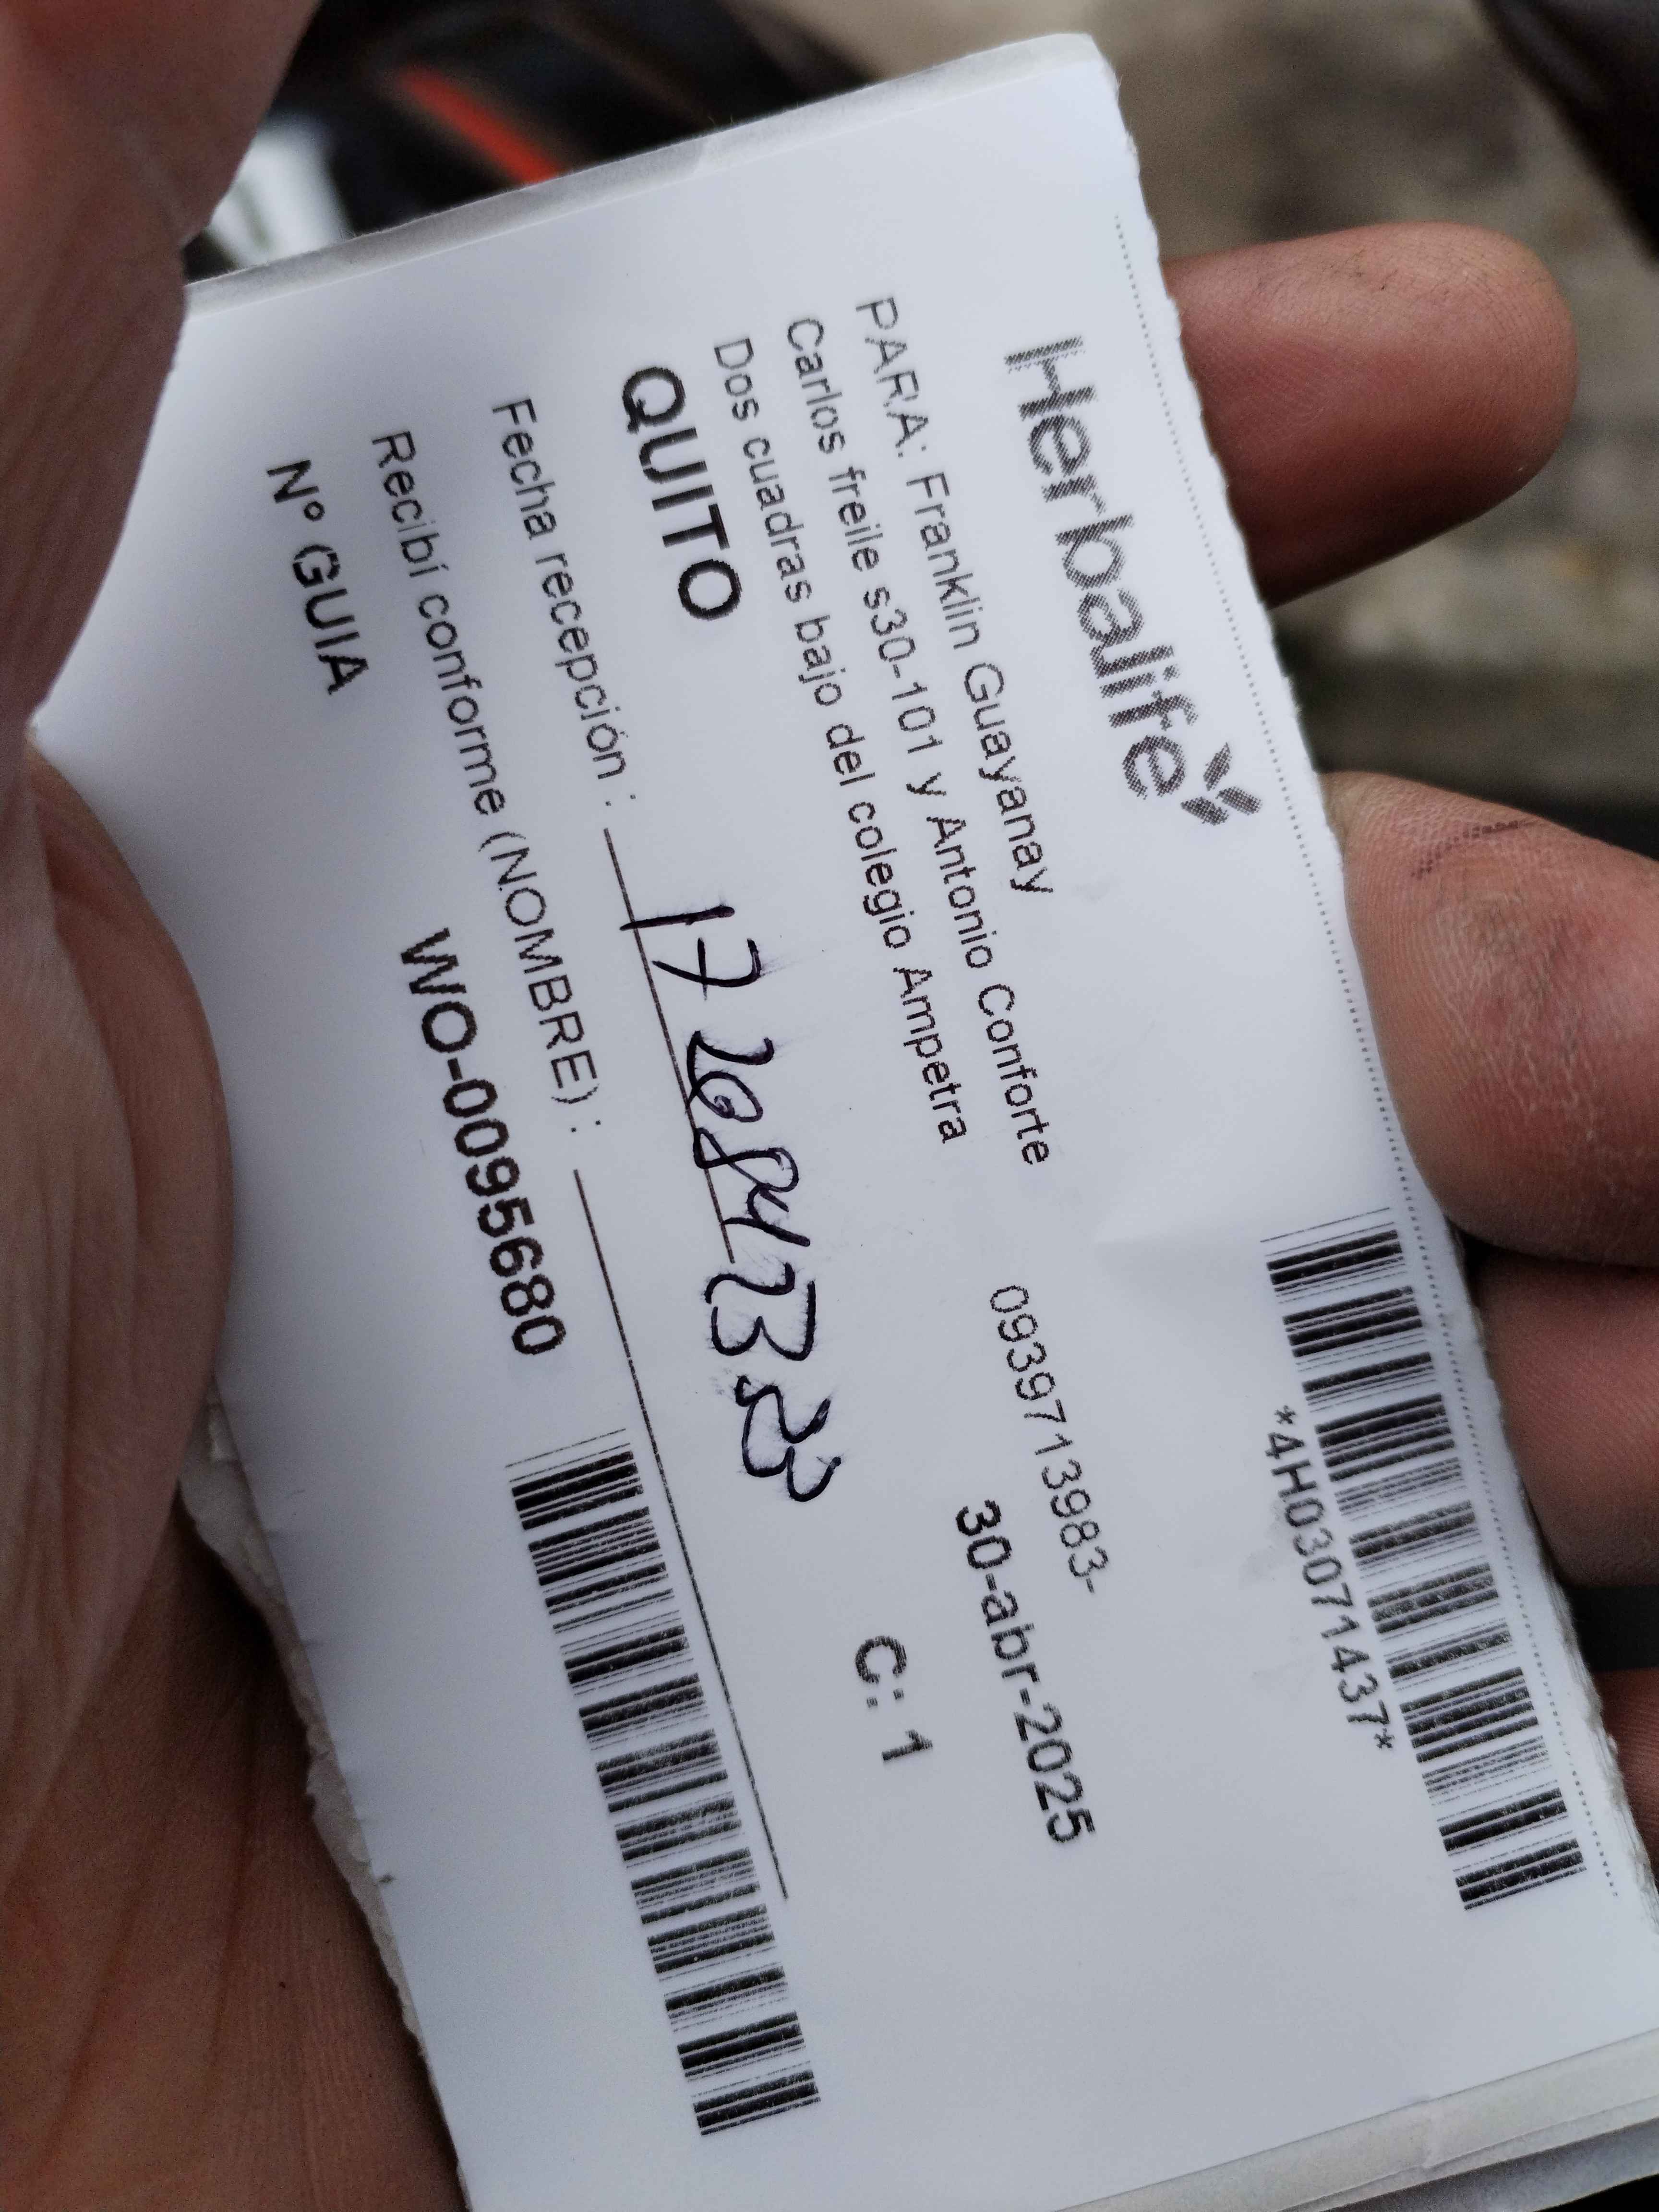 Herbalife
*4H03071437*
PARA: Franklin Guayanay
Carlos freile s30-101 y Antonio Conforte
0939713983-
Dos cuadras bajo del colegio Ampetra
30-abr-2025
QUITO
C: 1
Fecha recepción :
Recibí conforme (NOMBRE) :
Nº GUIA
WO-0095680